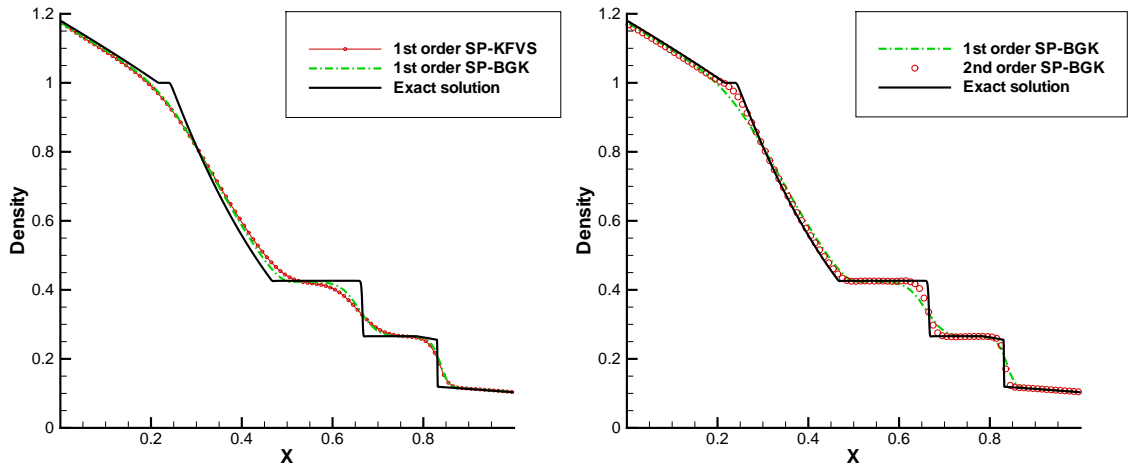 1.2
1
0.8
0.6
0.4
0.2
0
Density
0.2
0.4
0.6
0.8
X
1st order SP-KFVS
1st order SP-BGK
Exact solution
1.2
1
0.8
0.6
0.4
0.2
0
Density
0.2
0.4
0.6
0.8
X
1st order SP-BGK
2nd order SP-BGK
Exact solution